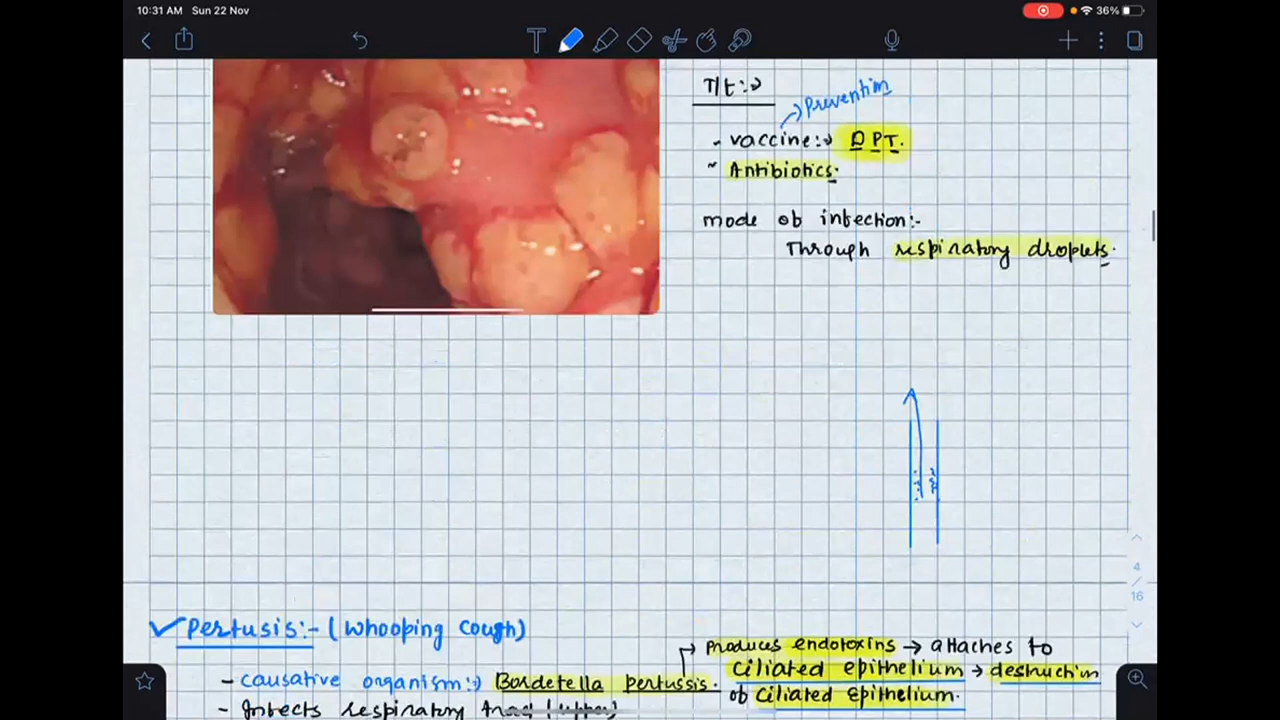 10:31 AM Sun 22 Nov
36%
T/t:→
→ Prevention
- vaccine:→ DPT.
~ Antibiotics.
mode of infection:-
Through respiratory droplets.
4
/
16
✓ Pertusis:- (whooping cough)
→ produces endotoxins → attaches to
ciliated epithelium → destruction
of ciliated epithelium.
- causative organism:→ Bordetella pertussis.
- Infects respiratory tract (upper)